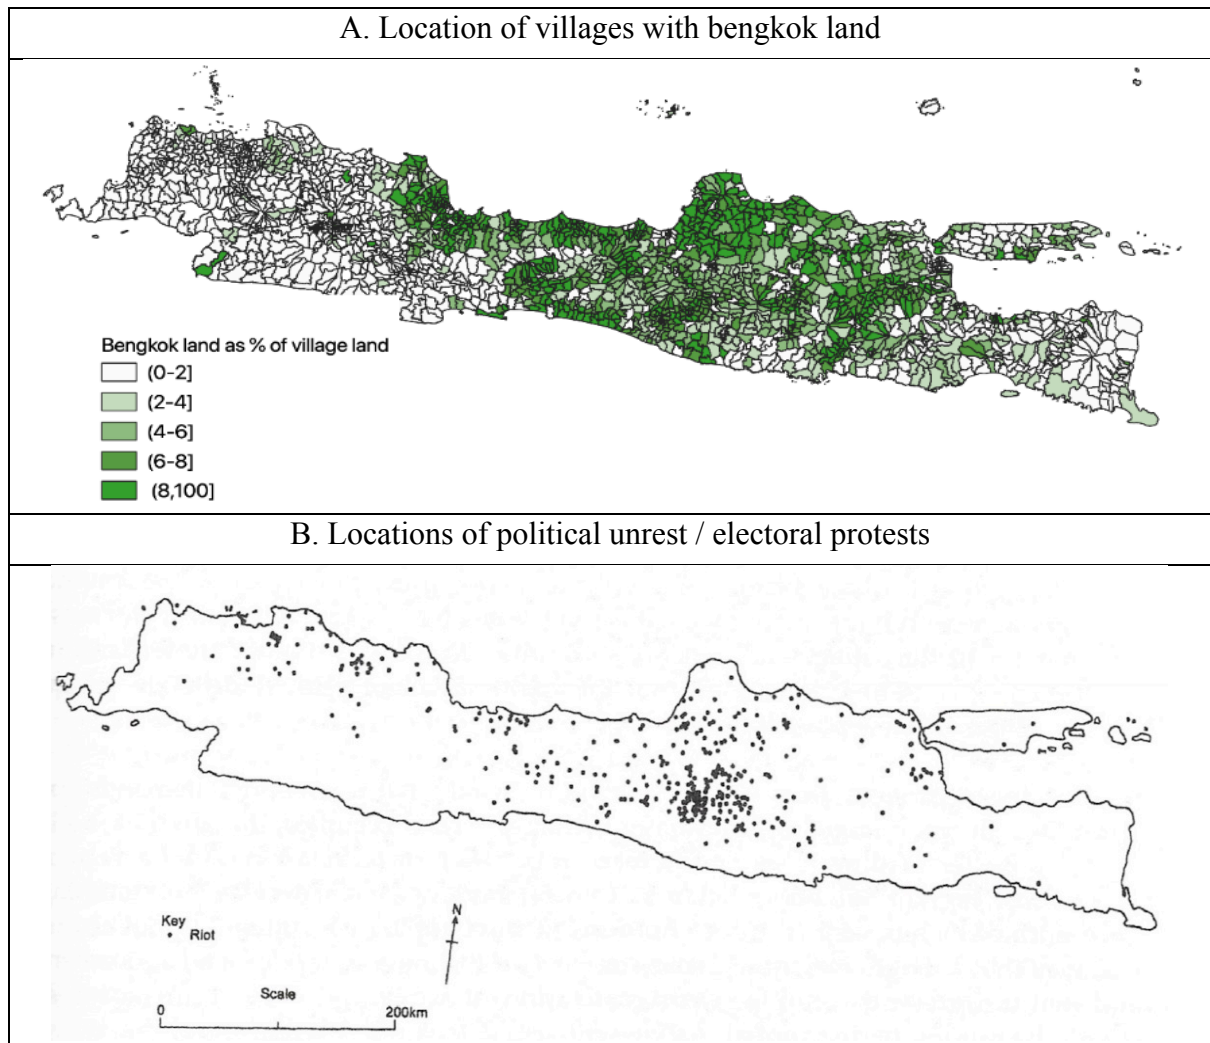 A. Location of villages with bengkok land
Bengkok land as % of village land
(0-2]
(2-4]
(4-6]
(6-8]
(8,100]
B. Locations of political unrest / electoral protests
N
Key
Riot
Scale
0
200km